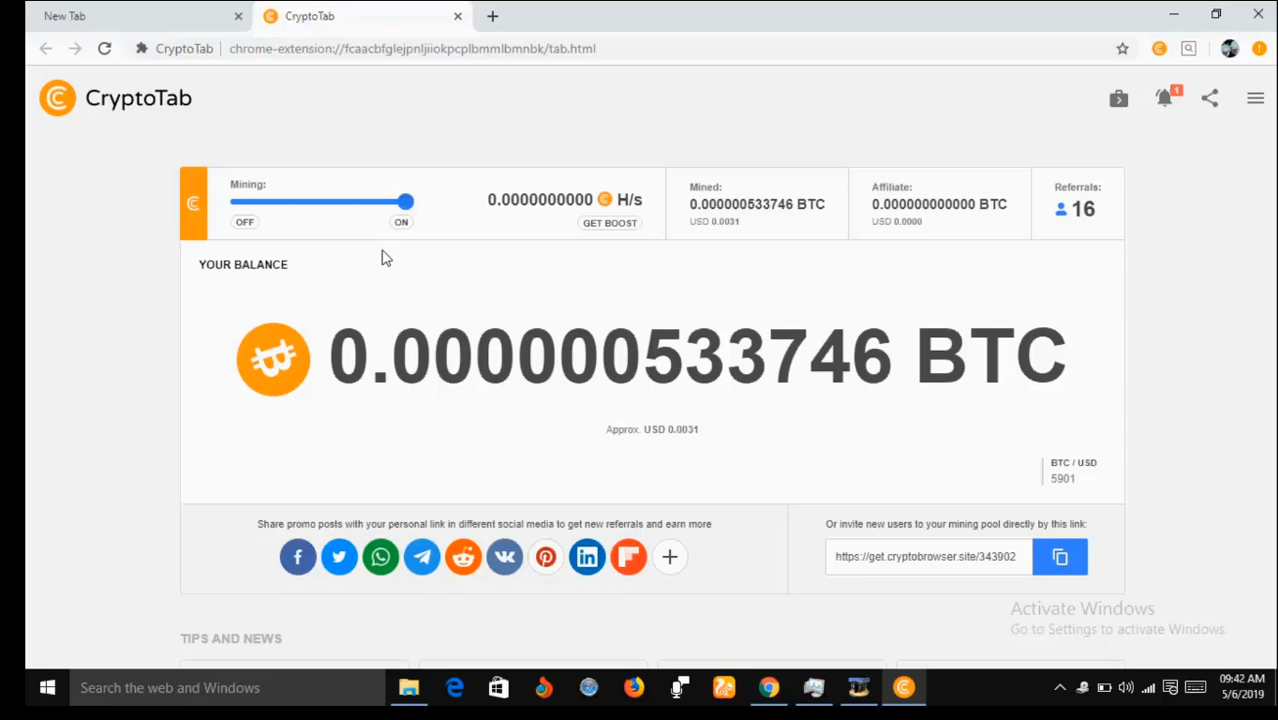 New Tab
CryptoTab
CryptoTab chrome-extension://fcaacbfglejpnljiiokpcplbmmlbmnbk/tab.html
CryptoTab
1
Mining:
OFF
ON
0.0000000000 H/s
GET BOOST
Mined:
0.000000533746 BTC
USD 0.0031
Affiliate:
0.000000000000 BTC
USD 0.0000
Referrals:
16
YOUR BALANCE
0.000000533746 BTC
Approx. USD 0.0031
BTC / USD
5901
Share promo posts with your personal link in different social media to get new referrals and earn more
Or invite new users to your mining pool directly by this link:
https://get.cryptobrowser.site/343902
Activate Windows
Go to Settings to activate Windows.
TIPS AND NEWS
Search the web and Windows
09:42 AM
5/6/2019